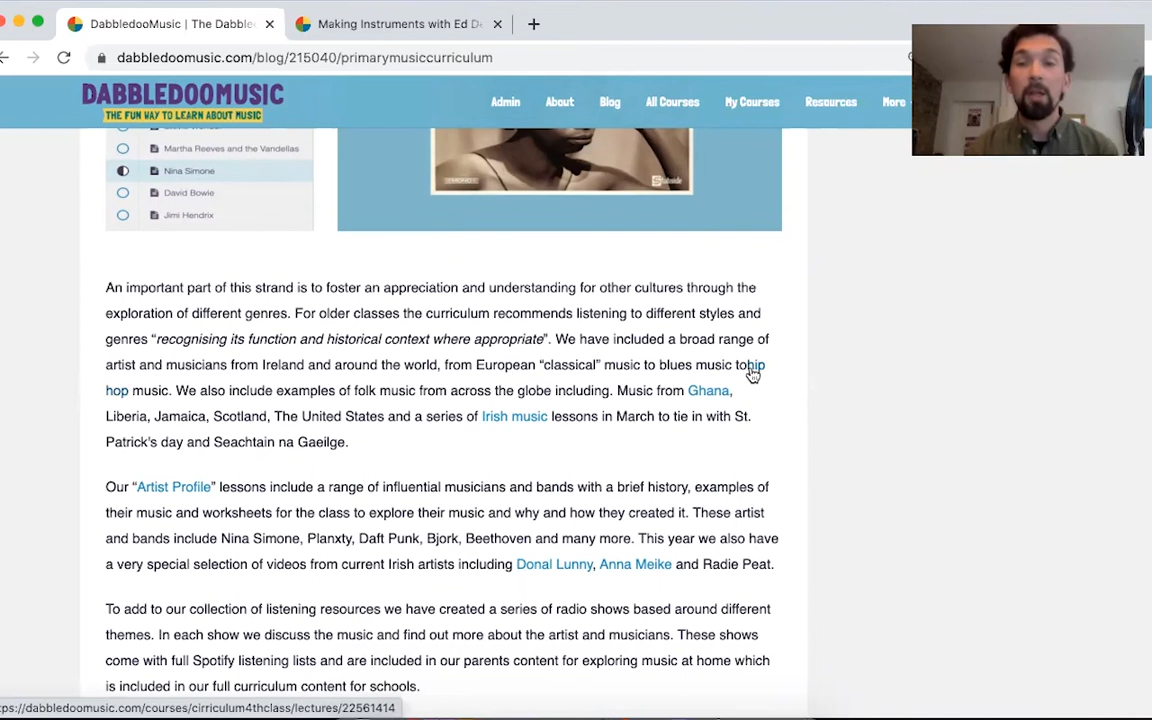 DabbledooMusic | The Dabble
Making Instruments with Ed D
dabbledoomusic.com/blog/215040/primarymusiccurriculum
DABBLEDOOMUSIC
THE FUN WAY TO LEARN ABOUT MUSIC
Admin About Blog All Courses My Courses Resources More
Martha Reeves and the Vandellas
Nina Simone
David Bowie
Jimi Hendrix
An important part of this strand is to foster an appreciation and understanding for other cultures through the
exploration of different genres. For older classes the curriculum recommends listening to different styles and
genres “recognising its function and historical context where appropriate”. We have included a broad range of
artist and musicians from Ireland and around the world, from European “classical” music to blues music tohip
hop music. We also include examples of folk music from across the globe including. Music from Ghana,
Liberia, Jamaica, Scotland, The United States and a series of Irish music lessons in March to tie in with St.
Patrick's day and Seachtain na Gaeilge.
Our “Artist Profile” lessons include a range of influential musicians and bands with a brief history, examples of
their music and worksheets for the class to explore their music and why and how they created it. These artist
and bands include Nina Simone, Planxty, Daft Punk, Bjork, Beethoven and many more. This year we also have
a very special selection of videos from current Irish artists including Donal Lunny, Anna Meike and Radie Peat.
To add to our collection of listening resources we have created a series of radio shows based around different
themes. In each show we discuss the music and find out more about the artist and musicians. These shows
come with full Spotify listening lists and are included in our parents content for exploring music at home which
is included in our full curriculum content for schools.
ttps://dabbledoomusic.com/courses/cirriculum4thclass/lectures/22561414